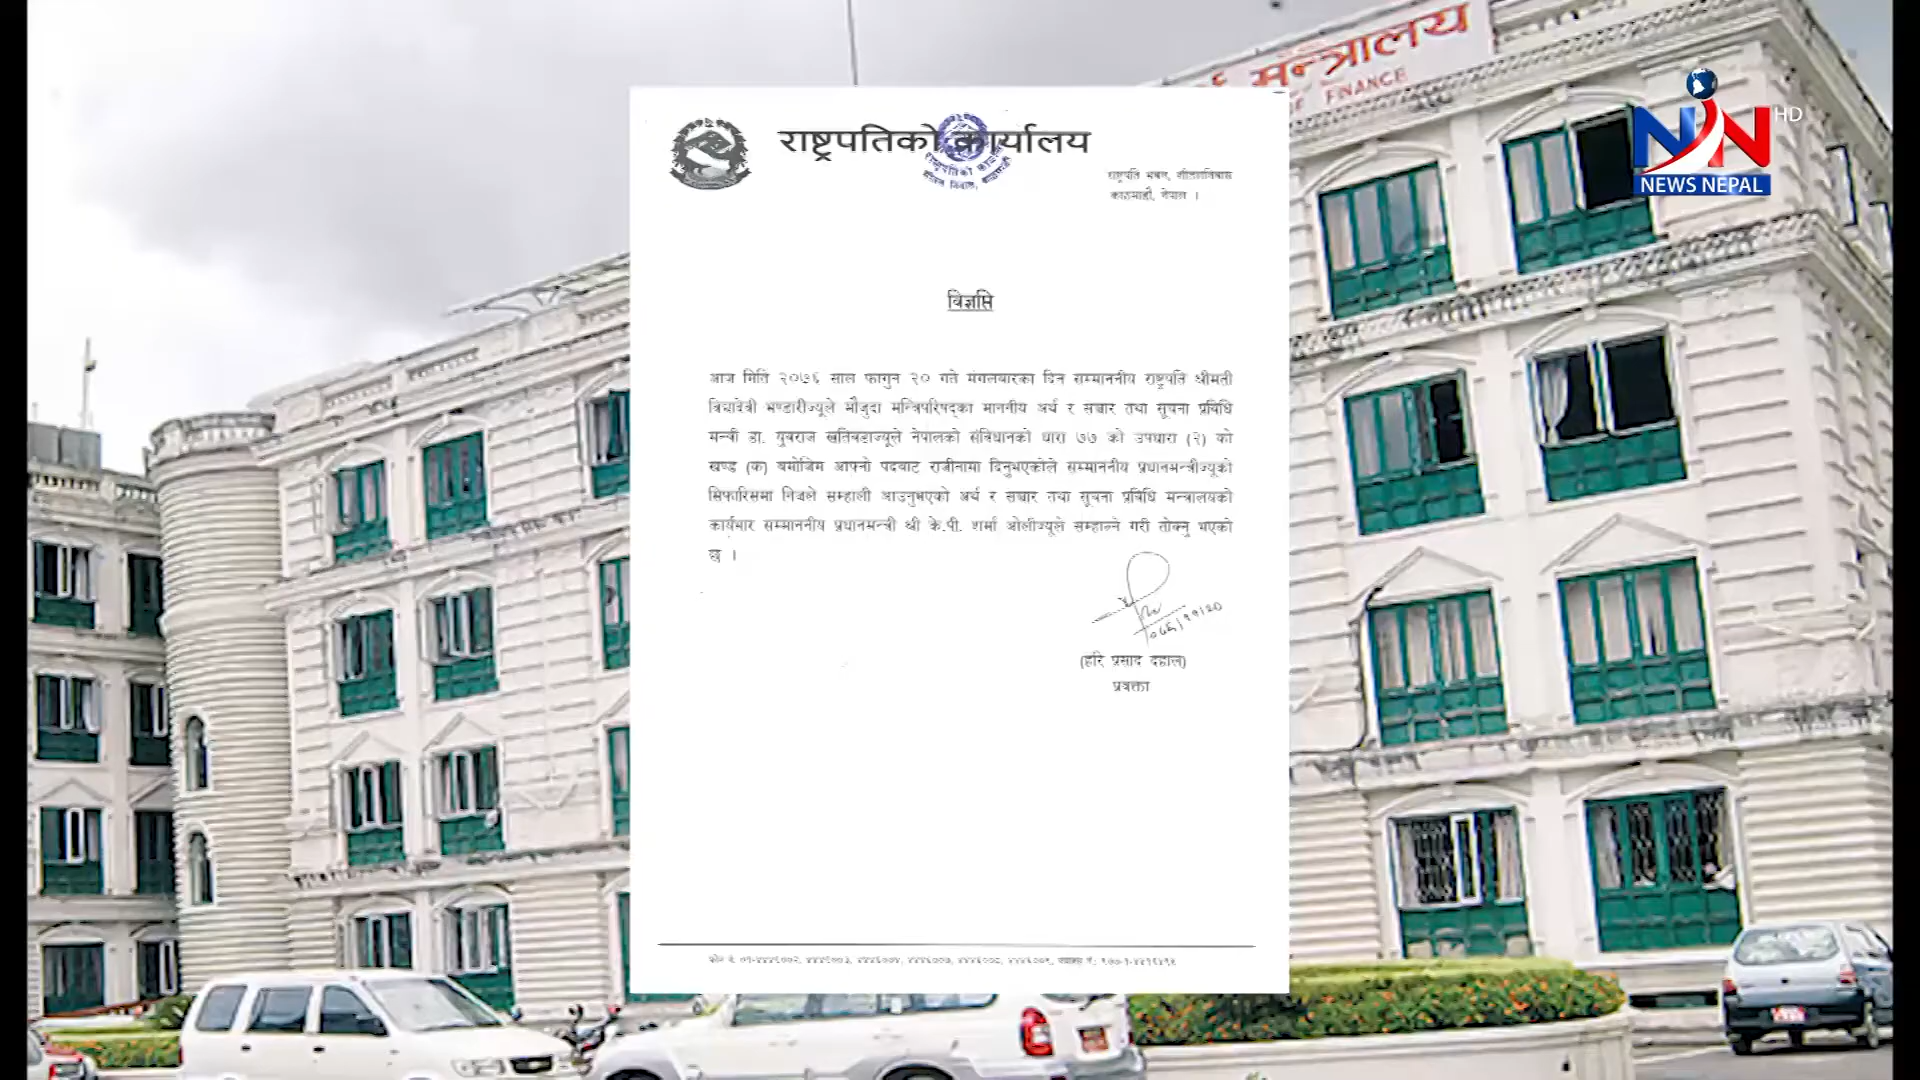 मन्त्रालय
FINANCE
NN HD
NEWS NEPAL
राष्ट्रपतिको कार्यालय
राष्ट्रपति भवन, शीतलनिवास
काठमाडौं, नेपाल ।
विज्ञप्ति
आज मिति २०७६ साल फागुन २० गते मंगलबारका दिन सम्माननीय राष्ट्रपति श्रीमती
विद्यादेवी भण्डारीज्यूले मौजुदा मन्त्रिपरिषद्का माननीय अर्थ र सञ्चार तथा सूचना प्रविधि
मन्त्री डा. युवराज खतिवडाज्यूले नेपालको संविधानको धारा ७७ को उपधारा (२) को
खण्ड (क) बमोजिम आफ्नो पदबाट राजीनामा दिनुभएकोले सम्माननीय प्रधानमन्त्रीज्यूको
सिफारिसमा निजले सम्हाली आउनुभएको अर्थ र सञ्चार तथा सूचना प्रविधि मन्त्रालयको
कार्यभार सम्माननीय प्रधानमन्त्री श्री के.पी. शर्मा ओलीज्यूले सम्हाल्ने गरी तोक्नु भएको
छ ।
(हरि प्रसाद दहाल)
प्रवक्ता